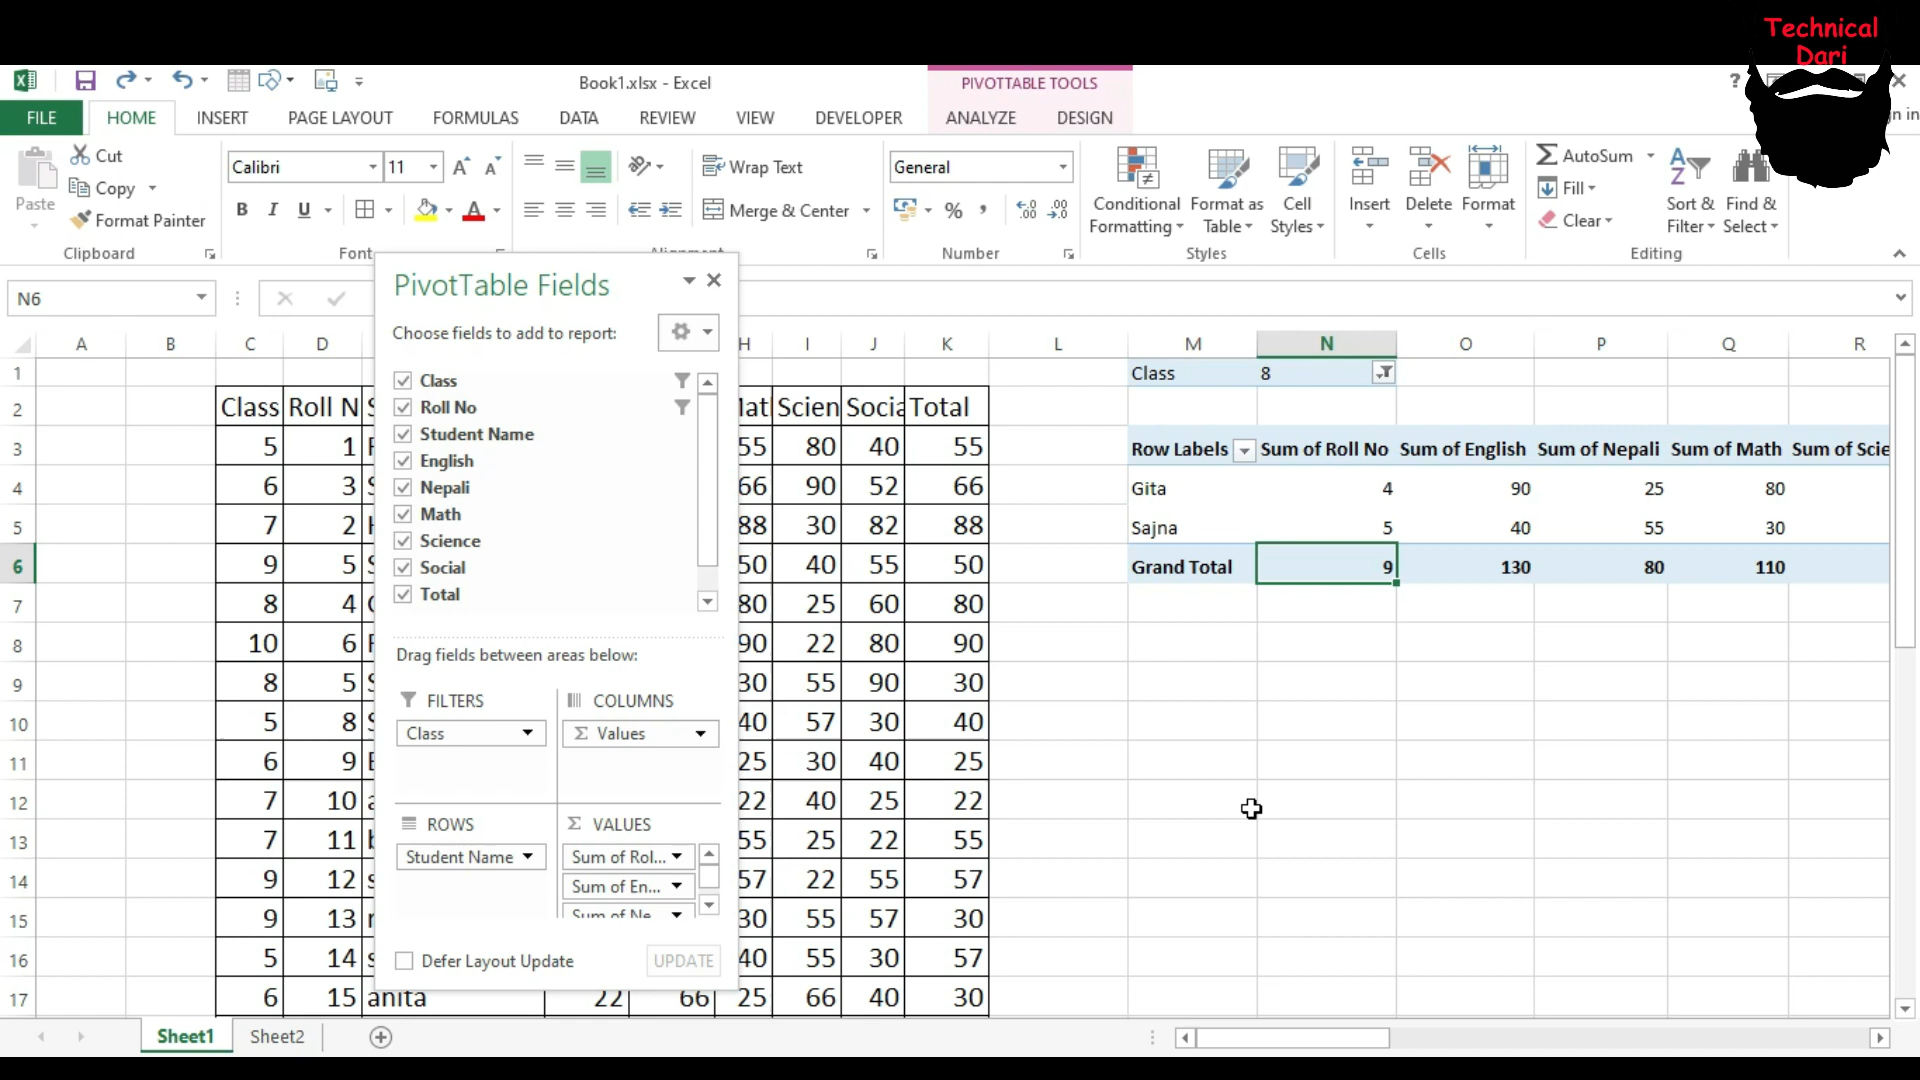 Technical
Dari
Book1.xlsx - Excel
PIVOTTABLE TOOLS
?
FILE HOME INSERT PAGE LAYOUT FORMULAS DATA REVIEW VIEW DEVELOPER ANALYZE DESIGN
Cut
Copy
Format Painter
Paste
Clipboard
Calibri 11
B I U
Font
Wrap Text
Merge & Center
Alignment
General
%
Number
Conditional Formatting
Format as Table
Cell Styles
Styles
Insert
Delete
Format
Cells
AutoSum
Fill
Clear
Sort & Filter
Find & Select
Editing
N6
PivotTable Fields
Choose fields to add to report:
Class
Roll No
Student Name
English
Nepali
Math
Science
Social
Total
Drag fields between areas below:
FILTERS COLUMNS
Class Values
ROWS VALUES
Student Name Sum of Rol...
Sum of En...
Sum of Ne...
Defer Layout Update UPDATE
A B C D H I J K L M N O P Q R
1 Class 8
2 Class Roll N Scien Socia Total
3 5 1 55 80 40 55 Row Labels Sum of Roll No Sum of English Sum of Nepali Sum of Math Sum of Scie
4 6 3 66 90 52 66 Gita 4 90 25 80
5 7 2 88 30 82 88 Sajna 5 40 55 30
6 9 5 50 40 55 50 Grand Total 9 130 80 110
7 8 4 80 25 60 80
8 10 6 90 22 80 90
9 8 5 30 55 90 30
10 5 8 40 57 30 40
11 6 9 25 30 40 25
12 7 10 22 40 25 22
13 7 11 55 25 22 55
14 9 12 57 22 55 57
15 9 13 30 55 57 30
16 5 14 40 55 30 57
17 6 15 anita 22 66 25 66 40 30
Sheet1 Sheet2